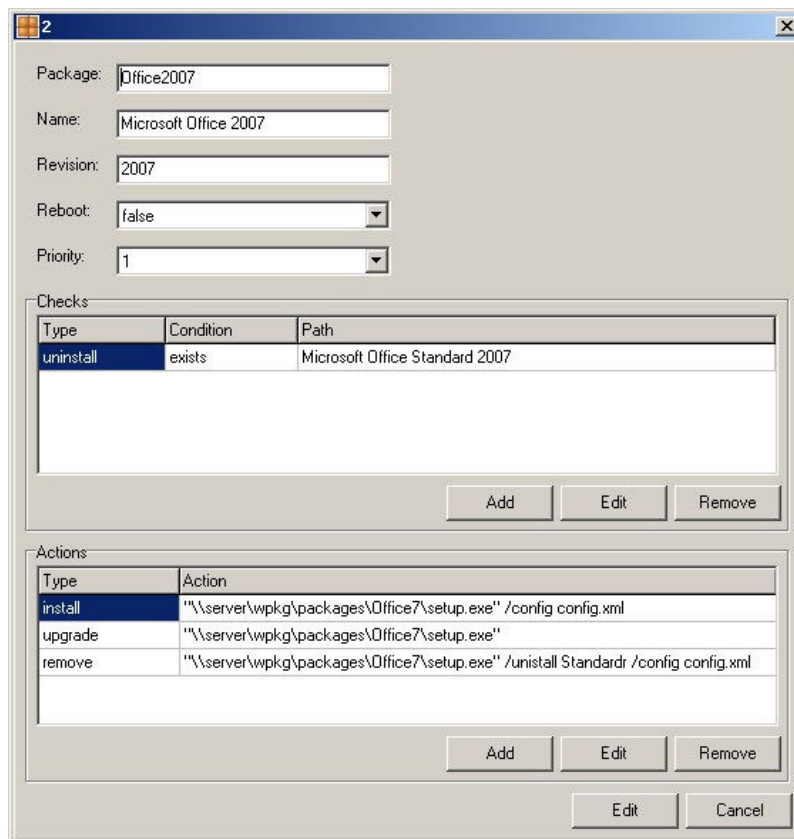 2
Package: Office2007
Name: Microsoft Office 2007
Revision: 2007
Reboot: false
Priority: 1
Checks
Type Condition Path
uninstall exists Microsoft Office Standard 2007
Add Edit Remove
Actions
Type Action
install "\\server\wpkg\packages\Office7\setup.exe" /config config.xml
upgrade "\\server\wpkg\packages\Office7\setup.exe"
remove "\\server\wpkg\packages\Office7\setup.exe" /unistall Standardr /config config.xml
Add Edit Remove
Edit Cancel